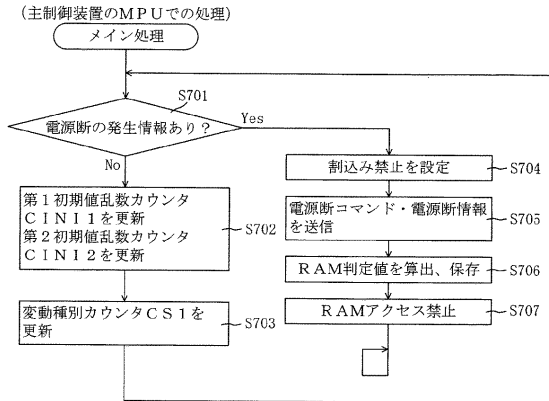 (主制御装置のMPUでの処理)
メイン処理
S701
電源断の発生情報あり?
Yes
No
第1初期値乱数カウンタ
CINI1を更新
第2初期値乱数カウンタ
CINI2を更新
S702
変動種別カウンタCS1を
更新
S703
割込み禁止を設定
S704
電源断コマンド・電源断情報
を送信
S705
RAM判定値を算出、保存
S706
RAMアクセス禁止
S707